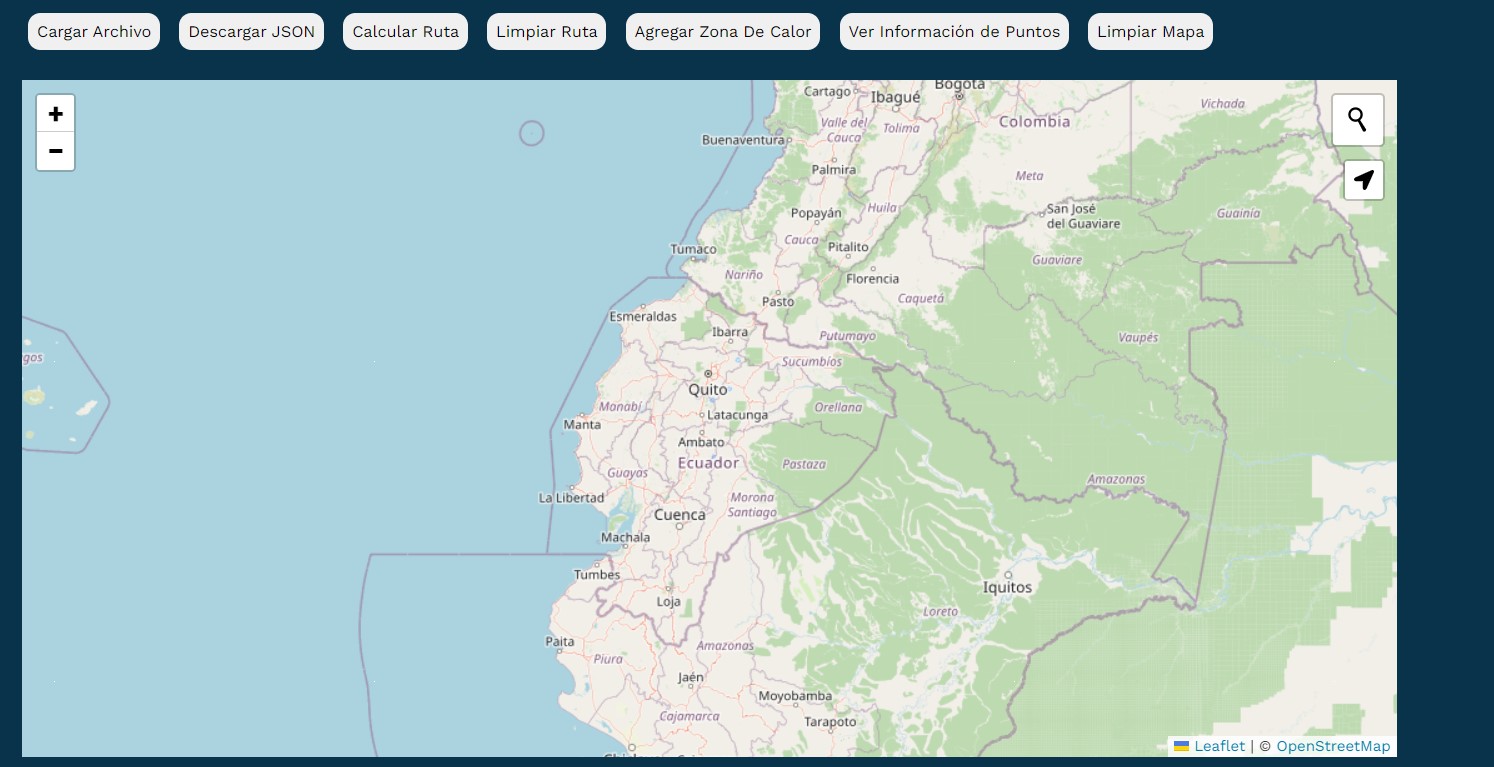 Cargar Archivo
Descargar JSON
Calcular Ruta
Limpiar Ruta
Agregar Zona De Calor
Ver Información de Puntos
Limpiar Mapa
+
−
Cartago
Ibagué
Bogotá
Vichada
Valle del
Cauca
Tolima
Colombia
Buenaventura
Palmira
Meta
Popayán
Huila
San José
del Guaviare
Guainía
Cauca
Pitalito
Tumaco
Guaviare
Nariño
Florencia
Caquetá
Pasto
Esmeraldas
Ibarra
Putumayo
Vaupés
gos
Sucumbíos
Quito
Manabí
Latacunga
Orellana
Manta
Ambato
Ecuador
Pastaza
Guayas
Amazonas
La Libertad
Morona
Santiago
Cuenca
Machala
Tumbes
Iquitos
Loja
Loreto
Paita
Amazonas
Piura
Jaén
Moyobamba
Cajamarca
Tarapoto
Leaflet | © OpenStreetMap